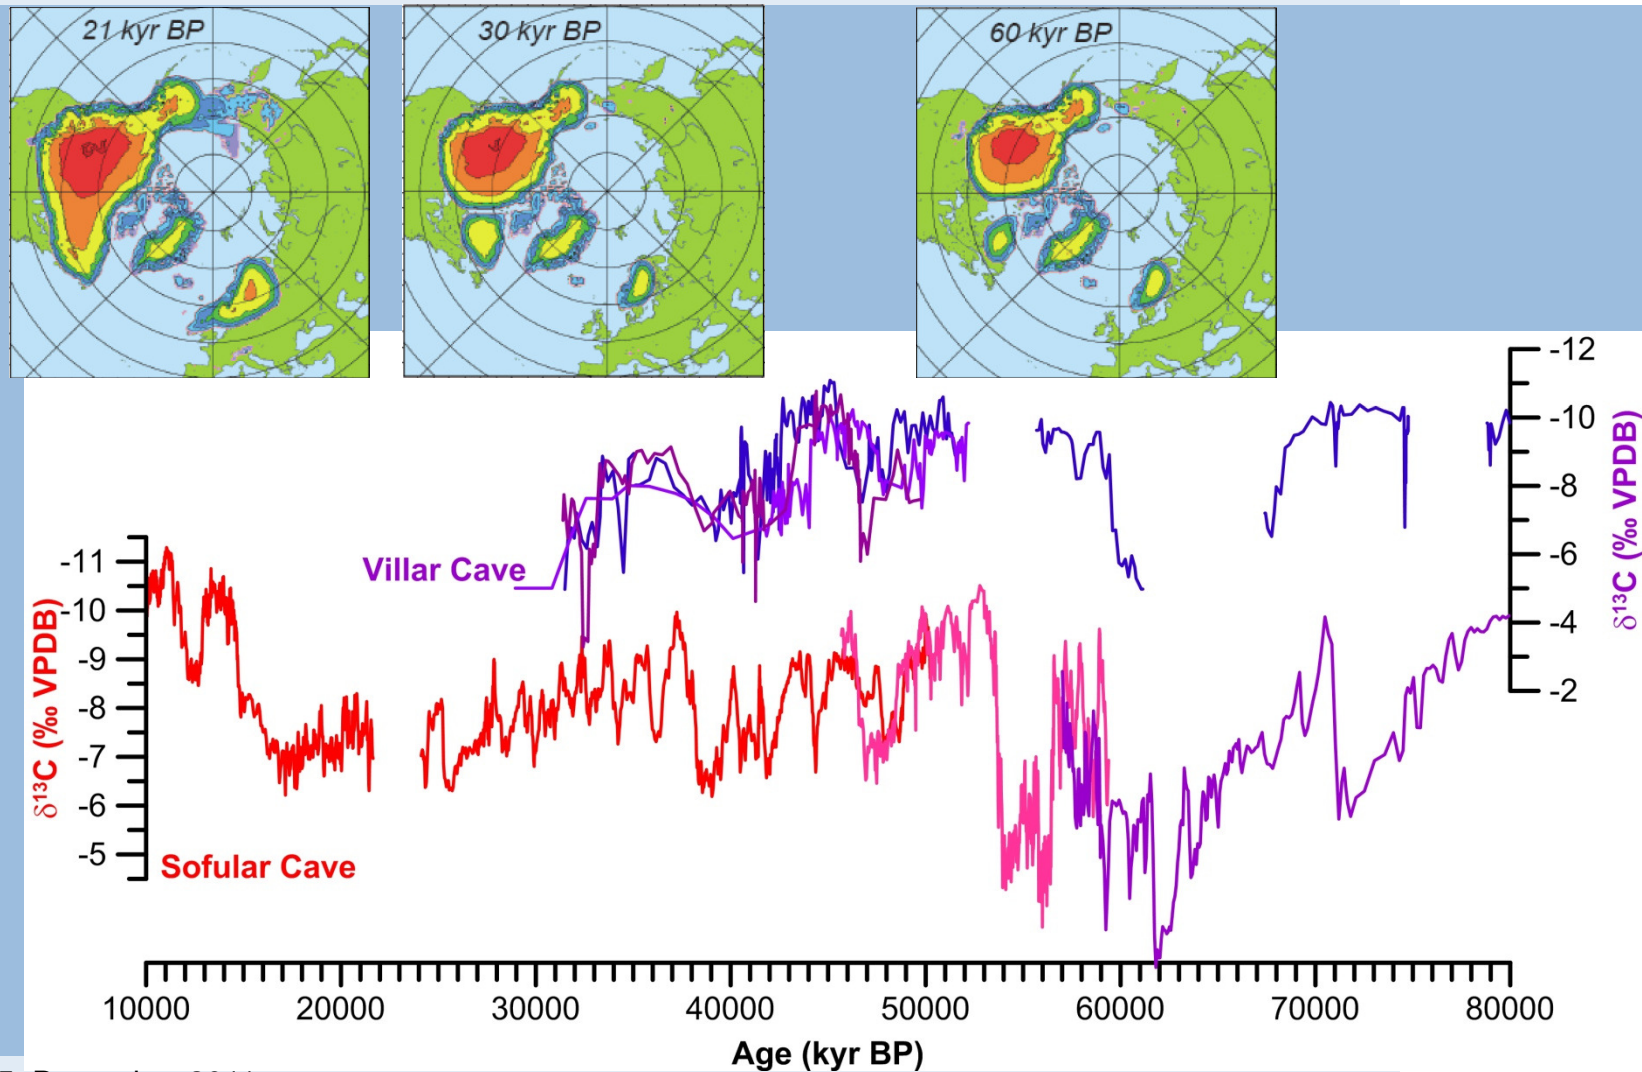 21 kyr BP
30 kyr BP
60 kyr BP
-12
-10
-8
-6
-4
-2
δ13C (‰ VPDB)
Villar Cave
-11
-10
-9
-8
-7
-6
-5
δ13C (‰ VPDB)
Sofular Cave
10000 20000 30000 40000 50000 60000 70000 80000
Age (kyr BP)